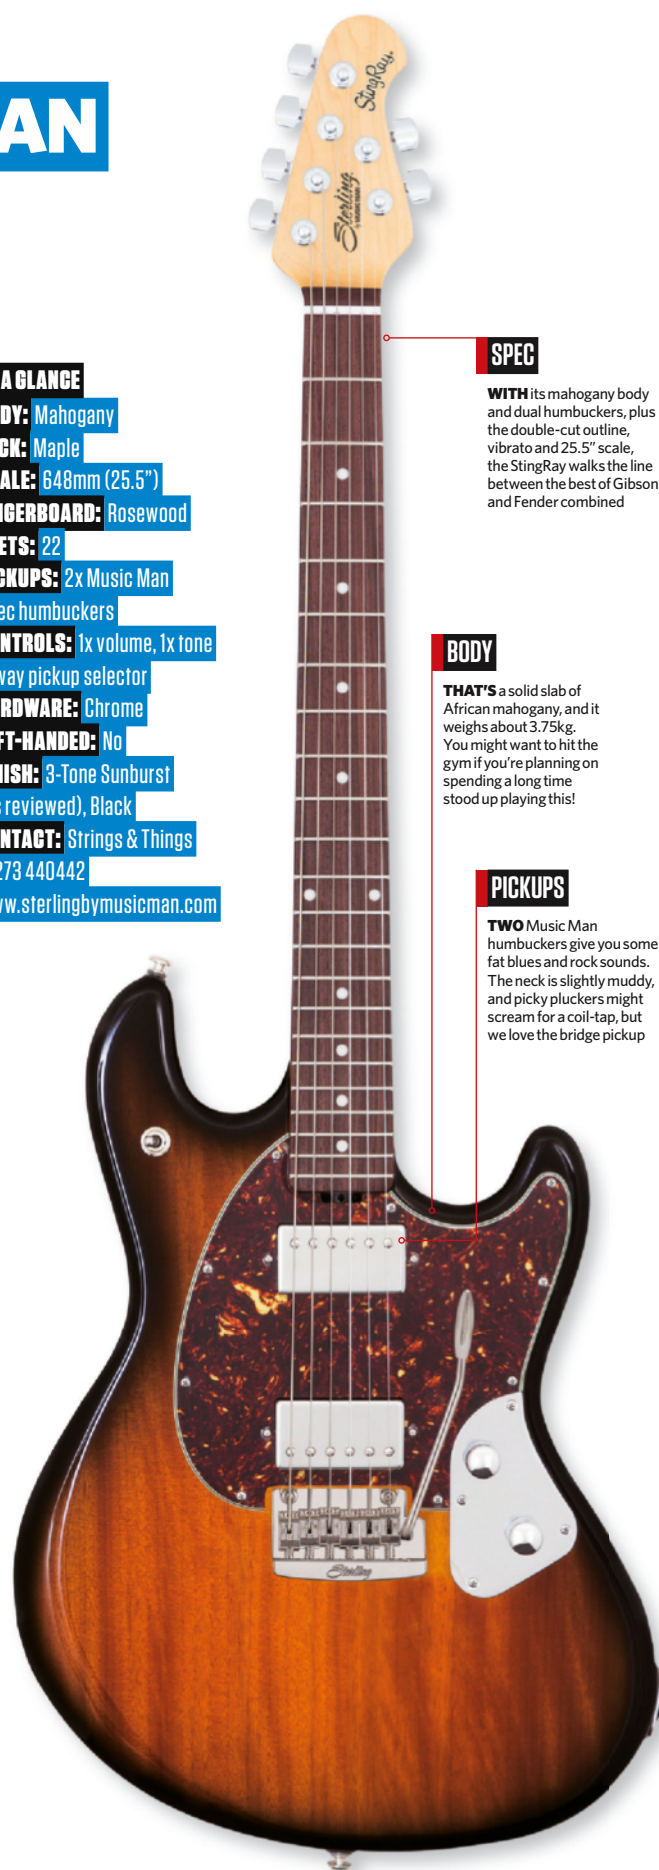 AN
StingRay
Sterling
by MUSIC MAN
A GLANCE
DY: Mahogany
CK: Maple
ALE: 648mm (25.5”)
NGERBOARD: Rosewood
ETS: 22
CKUPS: 2x Music Man
ec humbuckers
NTROLS: 1x volume, 1x tone
way pickup selector
RDWARE: Chrome
FT-HANDED: No
NISH: 3-Tone Sunburst
s reviewed), Black
NTACT: Strings & Things
273 440442
ww.sterlingbymusicman.com
SPEC
WITH its mahogany body
and dual humbuckers, plus
the double-cut outline,
vibrato and 25.5” scale,
the StingRay walks the line
between the best of Gibson
and Fender combined
BODY
THAT’S a solid slab of
African mahogany, and it
weighs about 3.75kg.
You might want to hit the
gym if you’re planning on
spending a long time
stood up playing this!
PICKUPS
TWO Music Man
humbuckers give you some
fat blues and rock sounds.
The neck is slightly muddy,
and picky pluckers might
scream for a coil-tap, but
we love the bridge pickup
Sterling